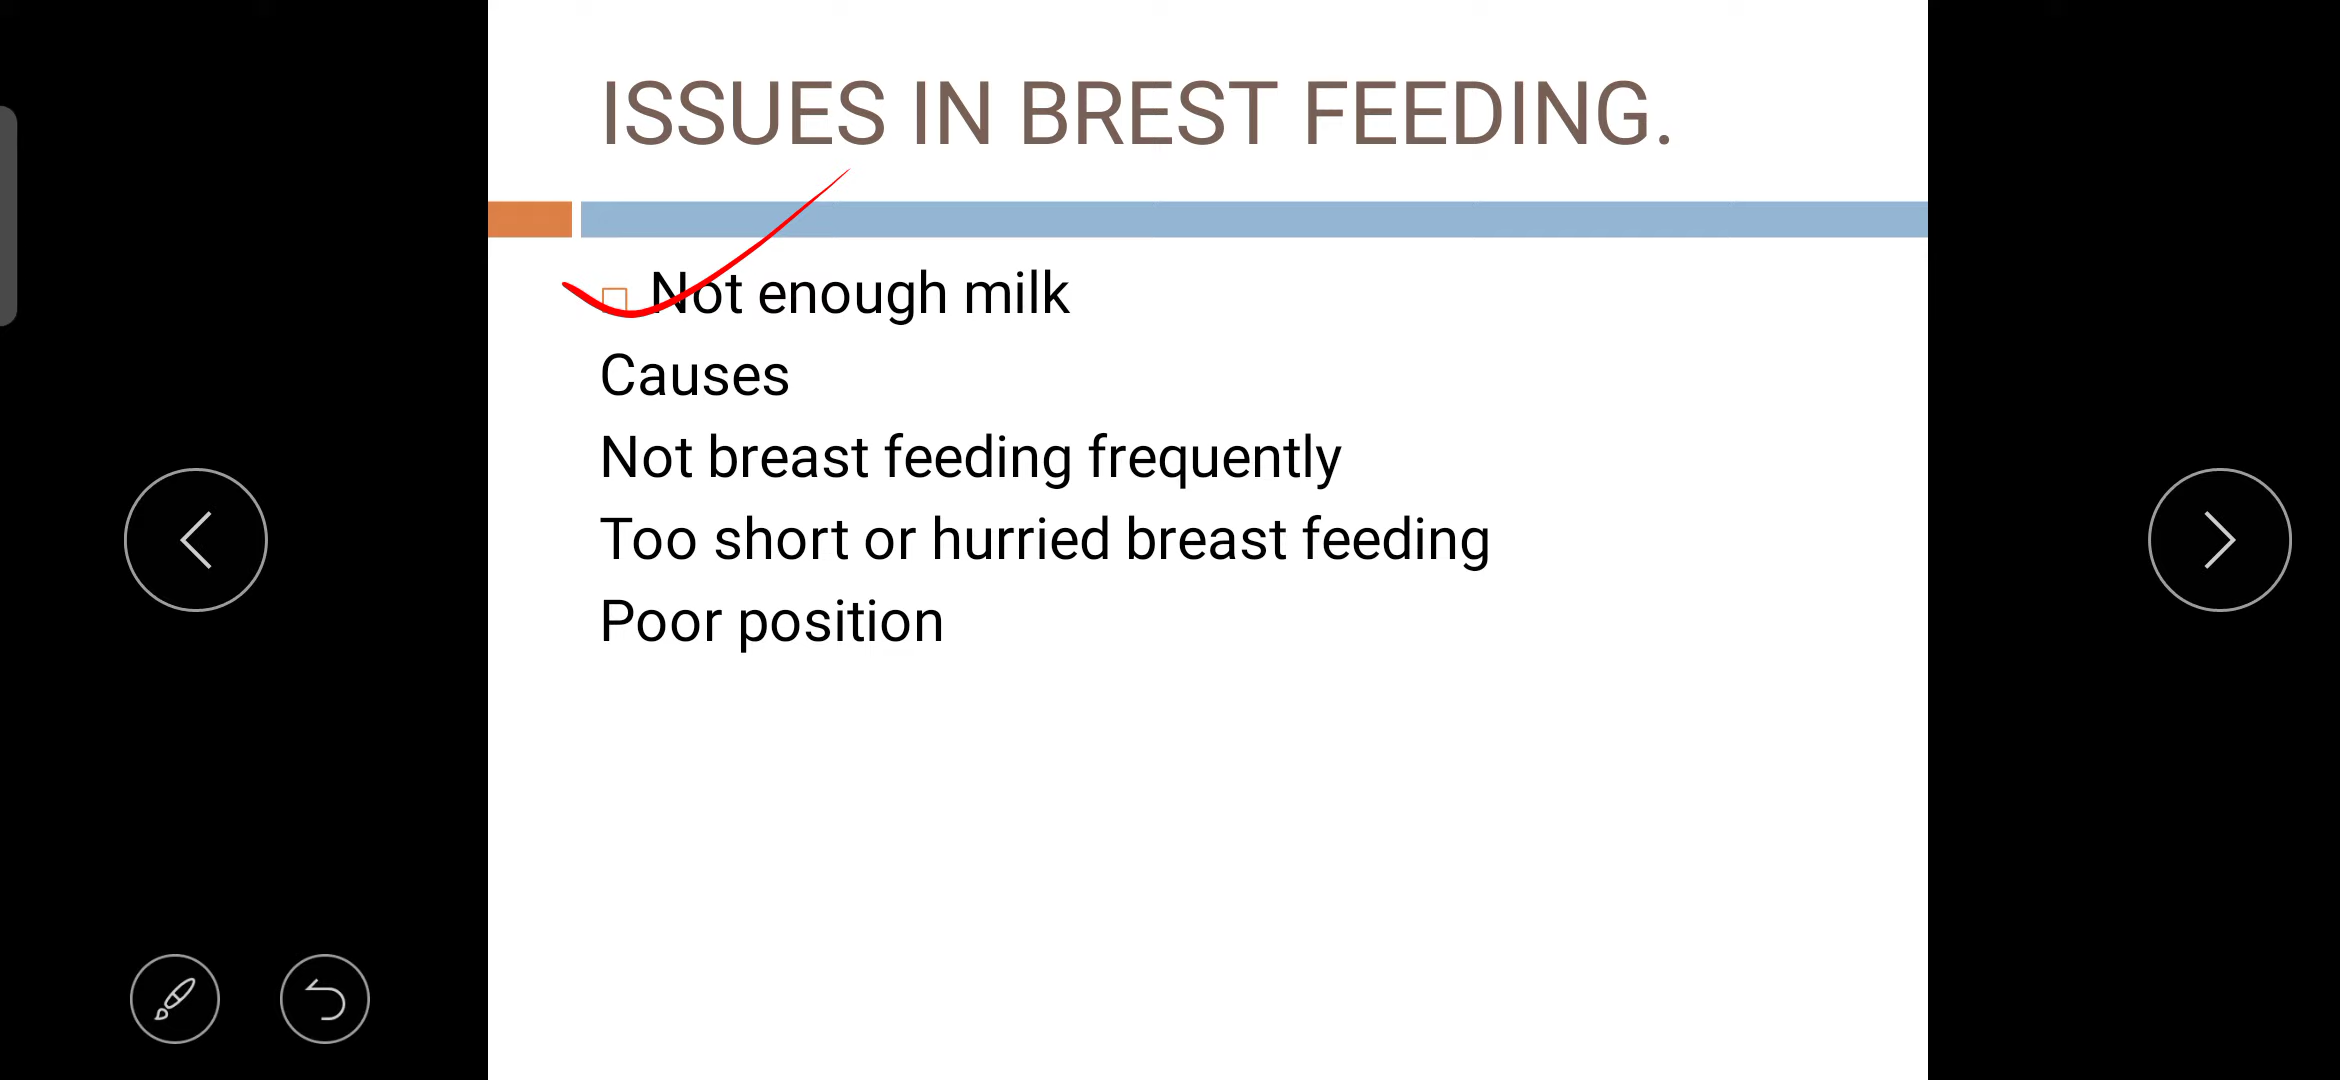 ISSUES IN BREST FEEDING.
Not enough milk
Causes
Not breast feeding frequently
Too short or hurried breast feeding
Poor position